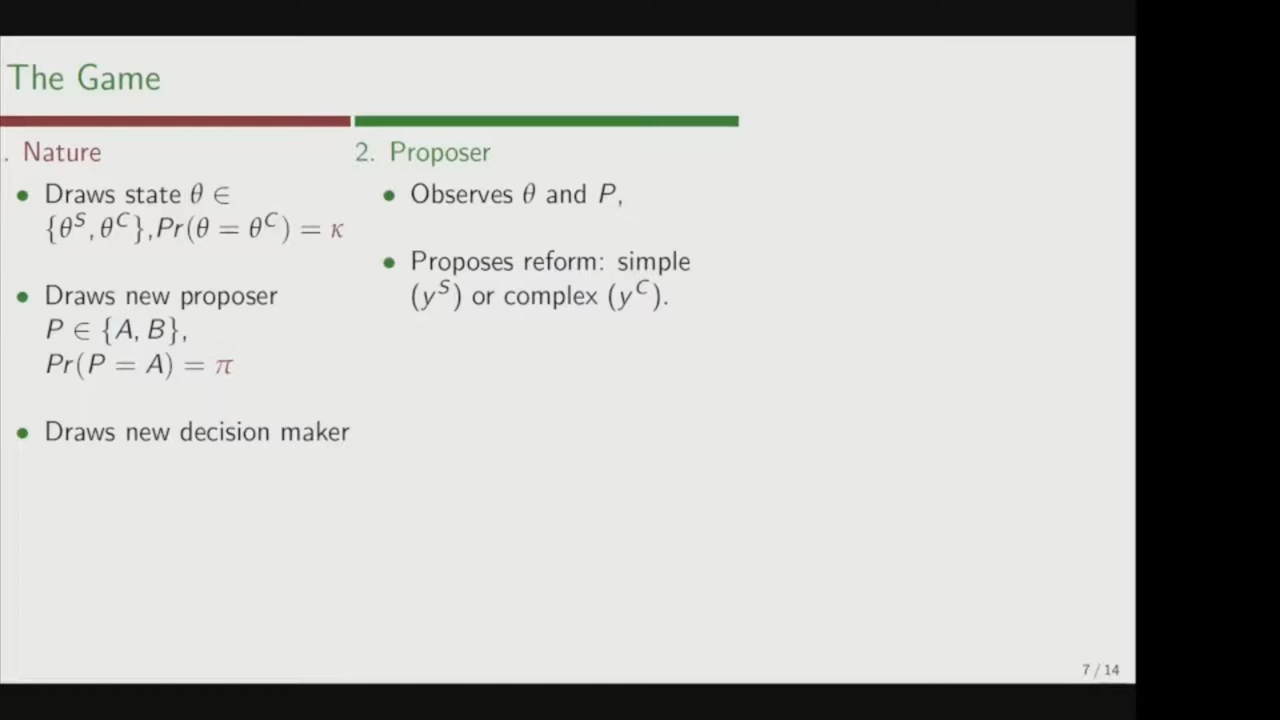 The Game
. Nature
• Draws state θ ∈
{θ^S, θ^C},Pr(θ = θ^C) = κ
• Draws new proposer
P ∈ {A, B},
Pr(P = A) = π
• Draws new decision maker
2. Proposer
• Observes θ and P,
• Proposes reform: simple
(y^S) or complex (y^C).
7 / 14